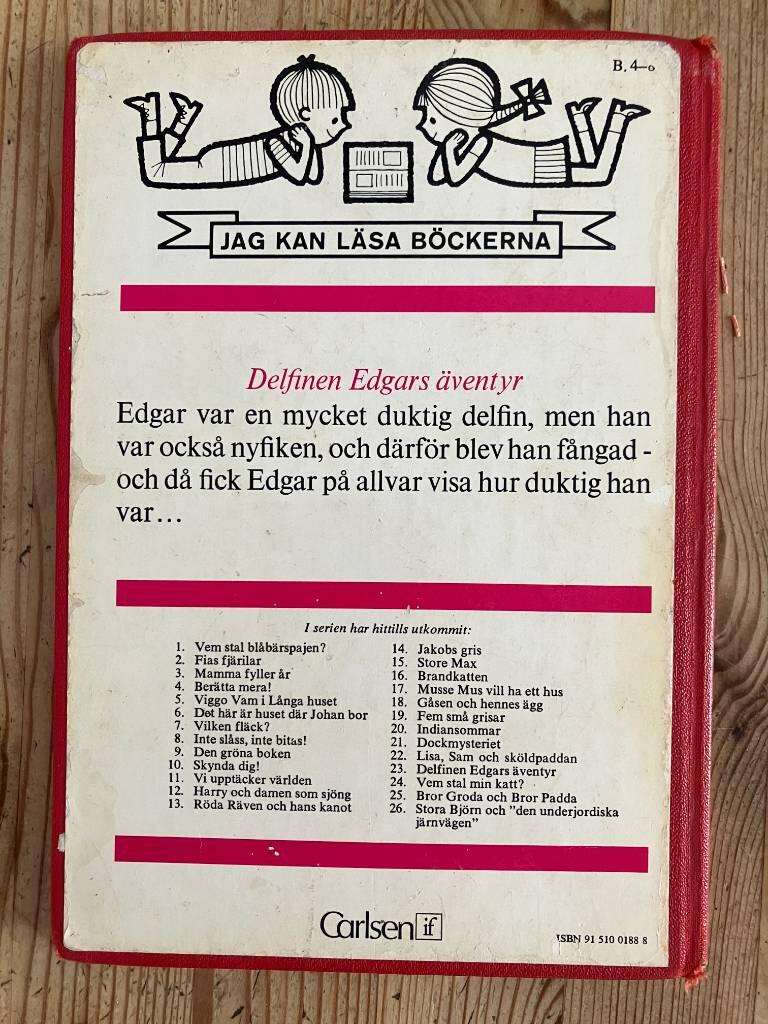 B. 4–6
JAG KAN LÄSA BÖCKERNA
Delfinen Edgars äventyr
Edgar var en mycket duktig delfin, men han
var också nyfiken, och därför blev han fångad -
och då fick Edgar på allvar visa hur duktig han
var...
I serien har hittills utkommit:
1. Vem stal blåbärspajen?
2. Fias fjärilar
3. Mamma fyller år
4. Berätta mera!
5. Viggo Vam i Långa huset
6. Det här är huset där Johan bor
7. Vilken fläck?
8. Inte slåss, inte bitas!
9. Den gröna boken
10. Skynda dig!
11. Vi upptäcker världen
12. Harry och damen som sjöng
13. Röda Räven och hans kanot
14. Jakobs gris
15. Store Max
16. Brandkatten
17. Musse Mus vill ha ett hus
18. Gåsen och hennes ägg
19. Fem små grisar
20. Indiansommar
21. Dockmysteriet
22. Lisa, Sam och sköldpaddan
23. Delfinen Edgars äventyr
24. Vem stal min katt?
25. Bror Groda och Bror Padda
26. Stora Björn och "den underjordiska
järnvägen"
Carlsen if
ISBN 91 510 0188 8